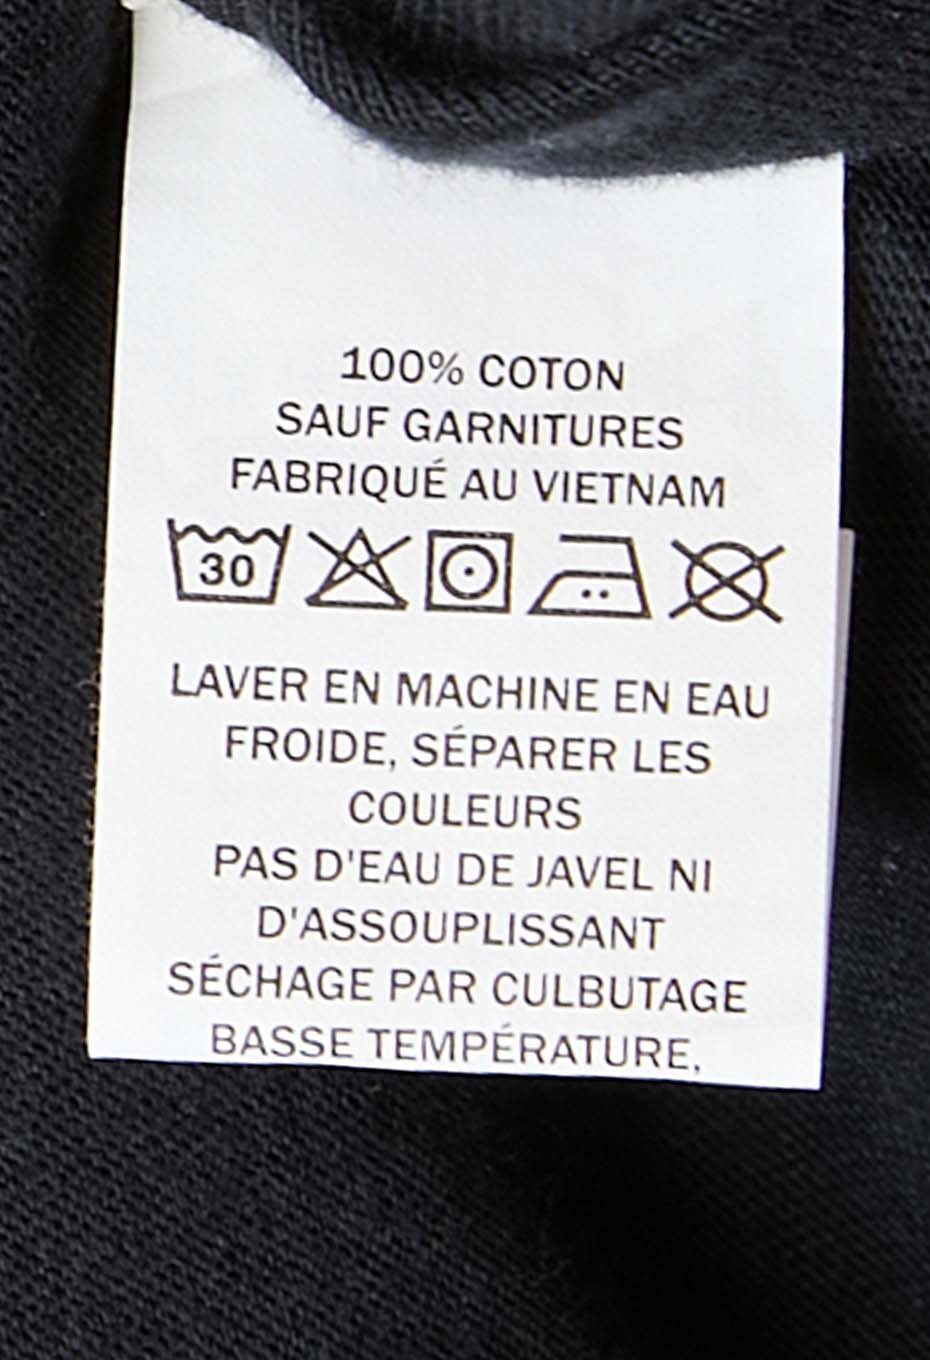 100% COTON
SAUF GARNITURES
FABRIQUÉ AU VIETNAM
30
LAVER EN MACHINE EN EAU
FROIDE, SÉPARER LES
COULEURS
PAS D'EAU DE JAVEL NI
D'ASSOUPLISSANT
SÉCHAGE PAR CULBUTAGE
BASSE TEMPÉRATURE,